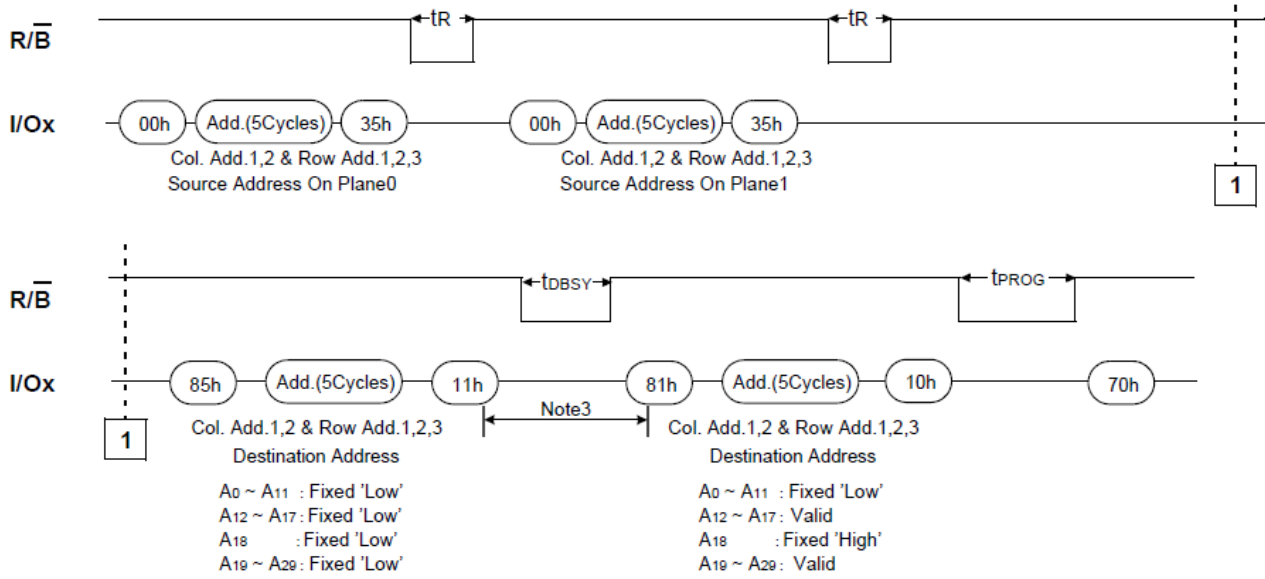 R/B tR tR
I/Ox 00h Add.(5Cycles) 35h 00h Add.(5Cycles) 35h
Col. Add.1,2 & Row Add.1,2,3 Col. Add.1,2 & Row Add.1,2,3
Source Address On Plane0 Source Address On Plane1
1
R/B tDBSY tPROG
I/Ox 85h Add.(5Cycles) 11h 81h Add.(5Cycles) 10h 70h
Note3
1
Col. Add.1,2 & Row Add.1,2,3 Col. Add.1,2 & Row Add.1,2,3
Destination Address Destination Address
A0 ~ A11 : Fixed 'Low' A0 ~ A11 : Fixed 'Low'
A12 ~ A17 : Fixed 'Low' A12 ~ A17 : Valid
A18 : Fixed 'Low' A18 : Fixed 'High'
A19 ~ A29 : Fixed 'Low' A19 ~ A29 : Valid